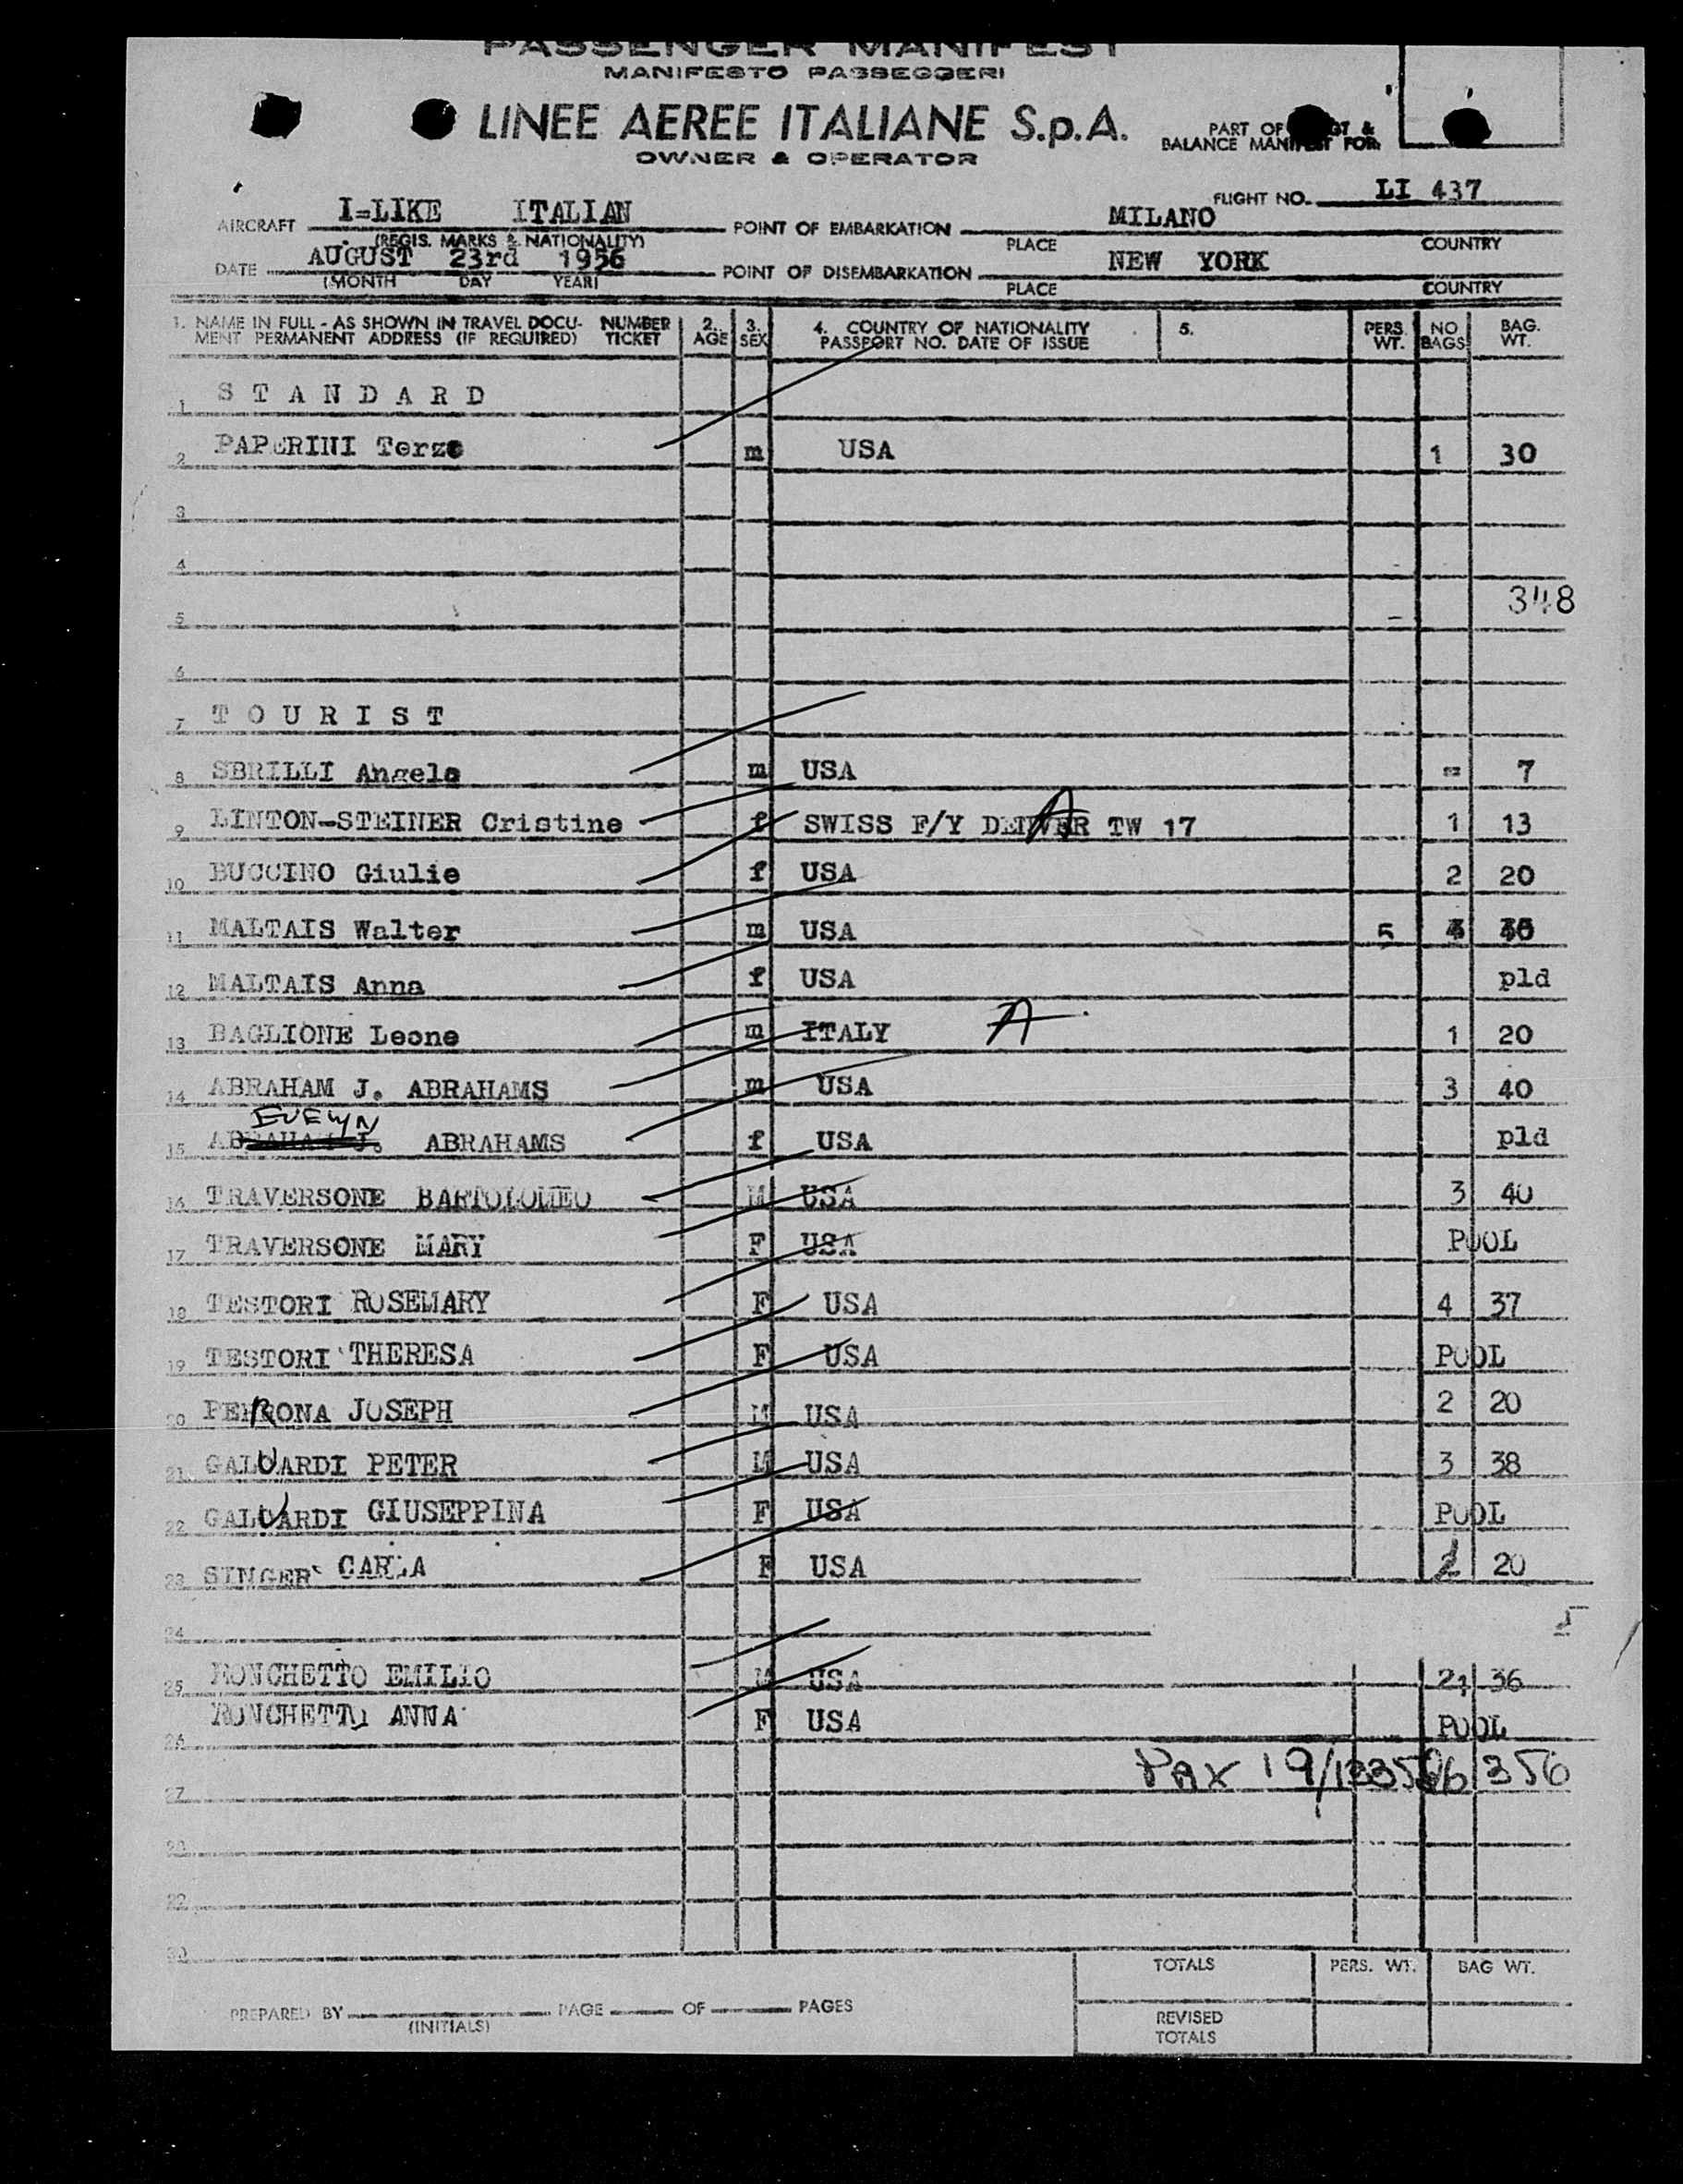 PASSENGER MANIFEST
MANIFESTO PASSEGGERI
LINEE AEREE ITALIANE S.p.A.
OWNER & OPERATOR
PART OF &
BALANCE MANIFEST FOR
FLIGHT NO. LI 437
AIRCRAFT I-LIKE ITALIAN POINT OF EMBARKATION MILANO
(REGIS. MARKS & NATIONALITY) PLACE COUNTRY
DATE AUGUST 23rd 1956 POINT OF DISEMBARKATION NEW YORK
(MONTH DAY YEAR) PLACE COUNTRY
1. NAME IN FULL - AS SHOWN IN TRAVEL DOCU- NUMBER 2. 3. 4. COUNTRY OF NATIONALITY 5. PERS. NO BAG.
MENT PERMANENT ADDRESS (IF REQUIRED) TICKET AGE SEX PASSPORT NO. DATE OF ISSUE WT. BAGS WT.
1 STANDARD
2 PAPERINI Terzo m USA 1 30
3
4
348
5
6
7 TOURIST
8 SBRILLI Angelo m USA = 7
9 LINTON-STEINER Cristine f SWISS F/Y DENVER TW 17 A 1 13
10 BUCCINO Giulie f USA 2 20
11 MALTAIS Walter m USA 5
12 MALTAIS Anna f USA pld
13 BAGLIONE Leone m ITALY A 1 20
14 ABRAHAM J. ABRAHAMS m USA 3 40
EVELYN
15 ABRAHAM J. ABRAHAMS f USA pld
16 TRAVERSONE BARTOLOMEO M USA 3 40
17 TRAVERSONE MARY F USA POOL
18 TESTORI ROSEMARY F USA 4 37
19 TESTORI THERESA F USA POOL
20 PERRONA JOSEPH M USA 2 20
21 GALUARDI PETER M USA 3 38
22 GALUARDI GIUSEPPINA F USA POOL
23 SINGER CARLA F USA 2 20
24
25 RONCHETTO EMILIO M USA 2 36
RONCHETTO ANNA F USA POOL
26
PAX 19/1335 356
27
28
29
30
TOTALS PERS. WT. BAG WT.
PREPARED BY PAGE OF PAGES
(INITIALS)
REVISED
TOTALS